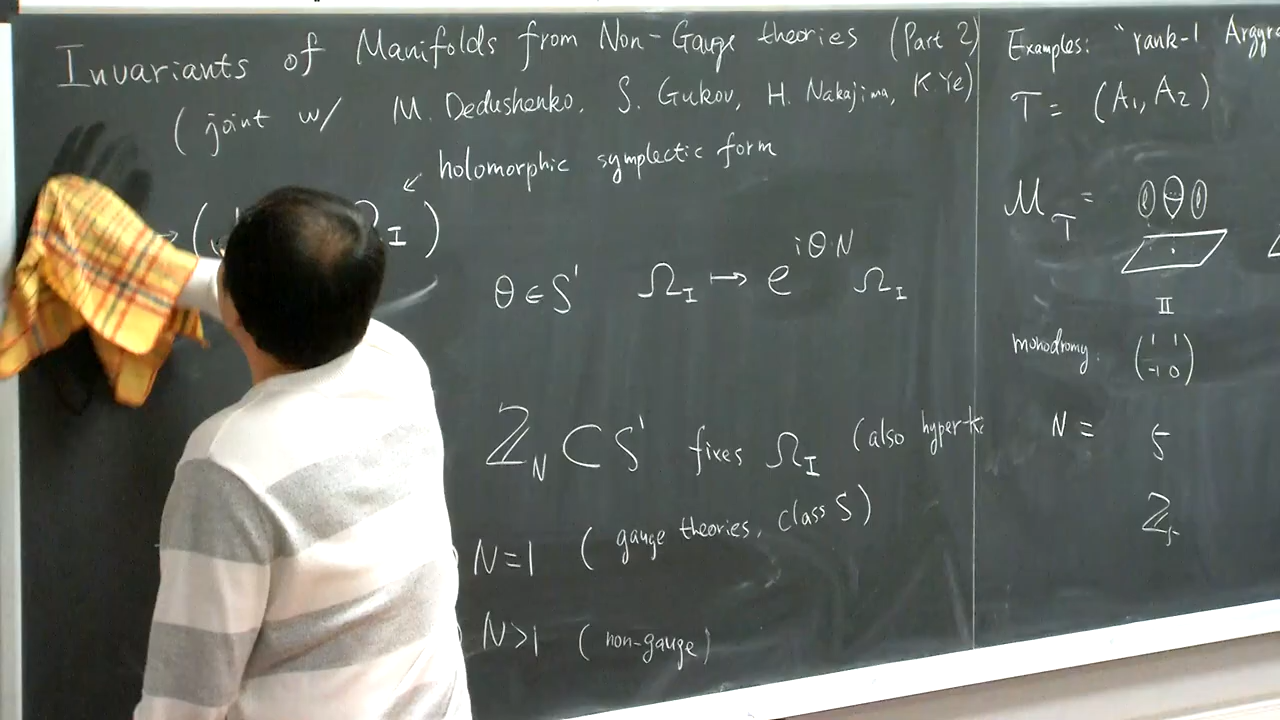 Invariants of Manifolds from Non-Gauge theories (Part 2)
(joint w/ M. Dedushenko, S. Gukov, H. Nakajima, K Ye)
↙ holomorphic symplectic form
→ ( Ω_I )
θ ∈ S¹ Ω_I ↦ e^{iθN} Ω_I
ℤ_N ⊂ S¹ fixes Ω_I (also hyper-
N=1 (gauge theories, class S)
N>1 (non-gauge)
Examples: "rank-1
T = (A₁, A₂)
M_T =
II
monodromy: (1 1
-1 0)
N = 5
ℤ₅